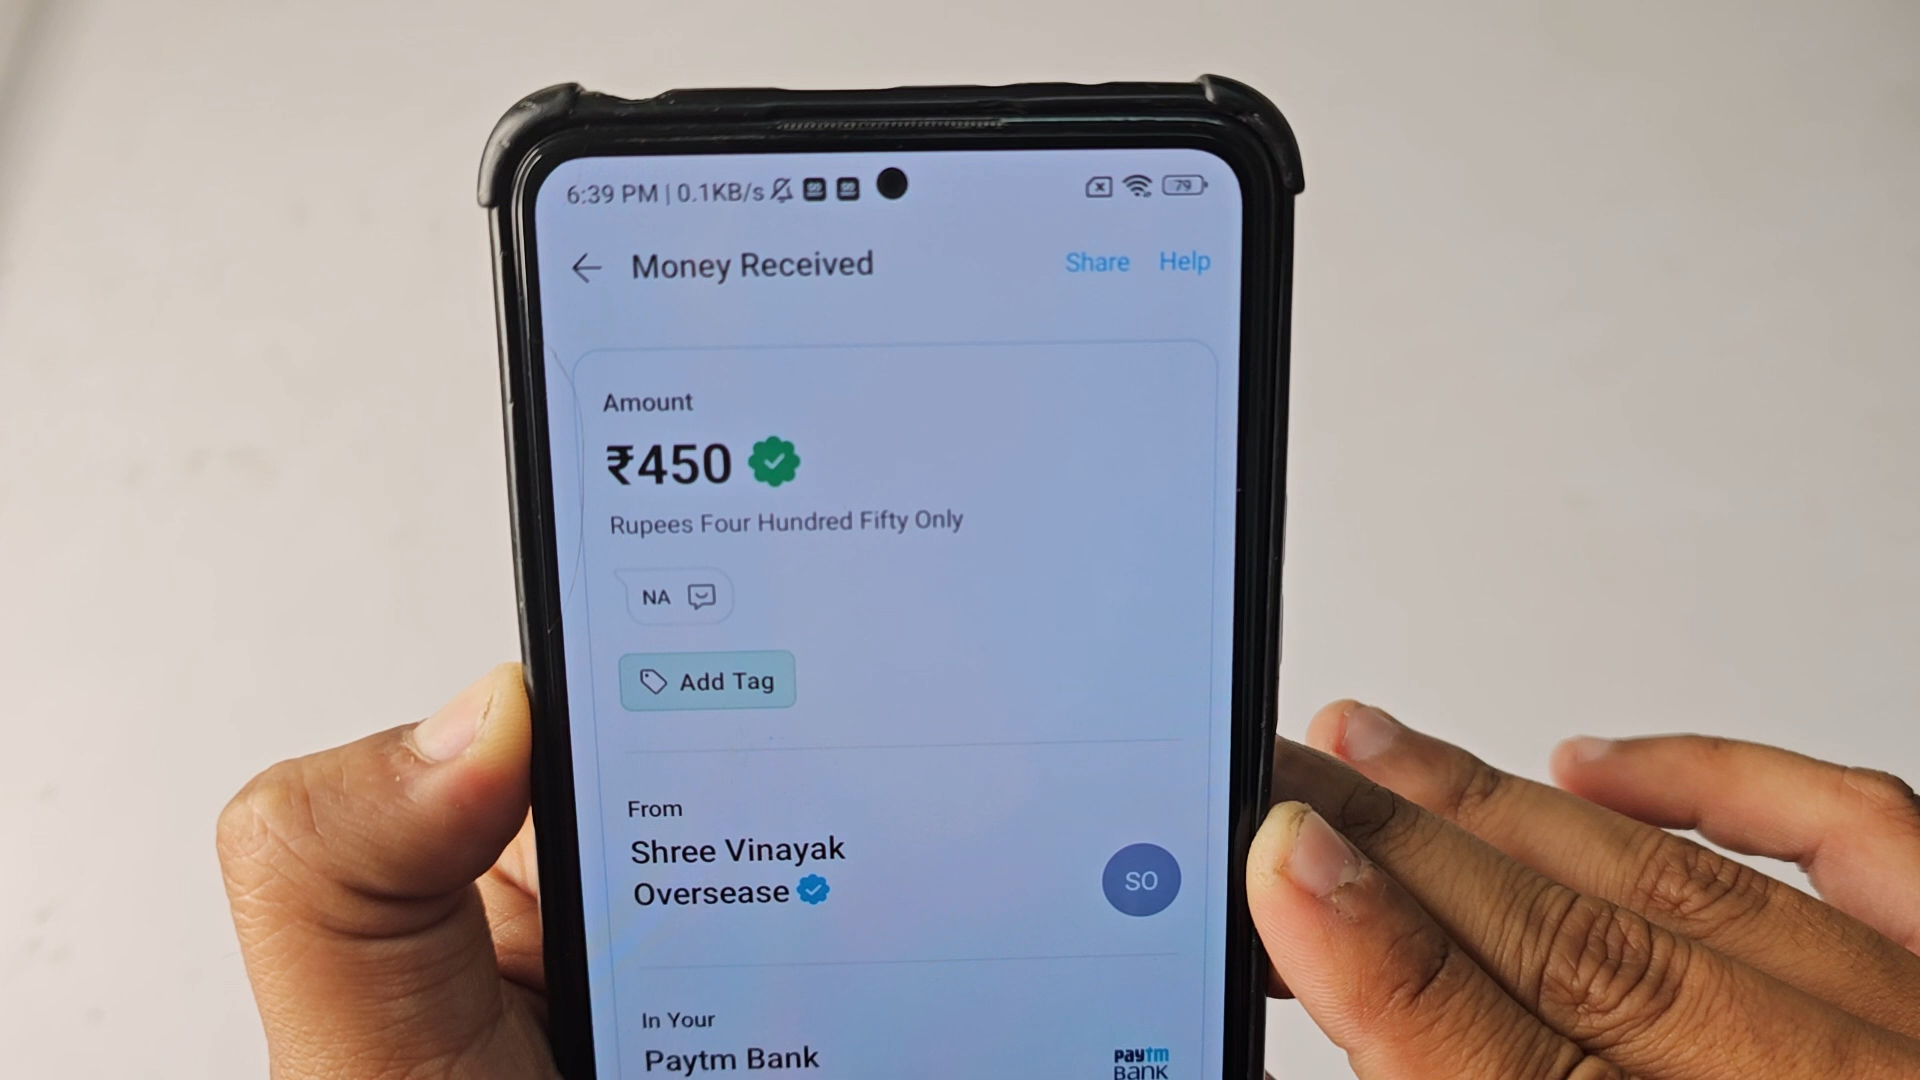 6:39 PM | 0.1KB/s
79
Money Received
Share Help
Amount
₹450
Rupees Four Hundred Fifty Only
NA
Add Tag
From
Shree Vinayak
Oversease
SO
In Your
Paytm Bank
paytm
BANK